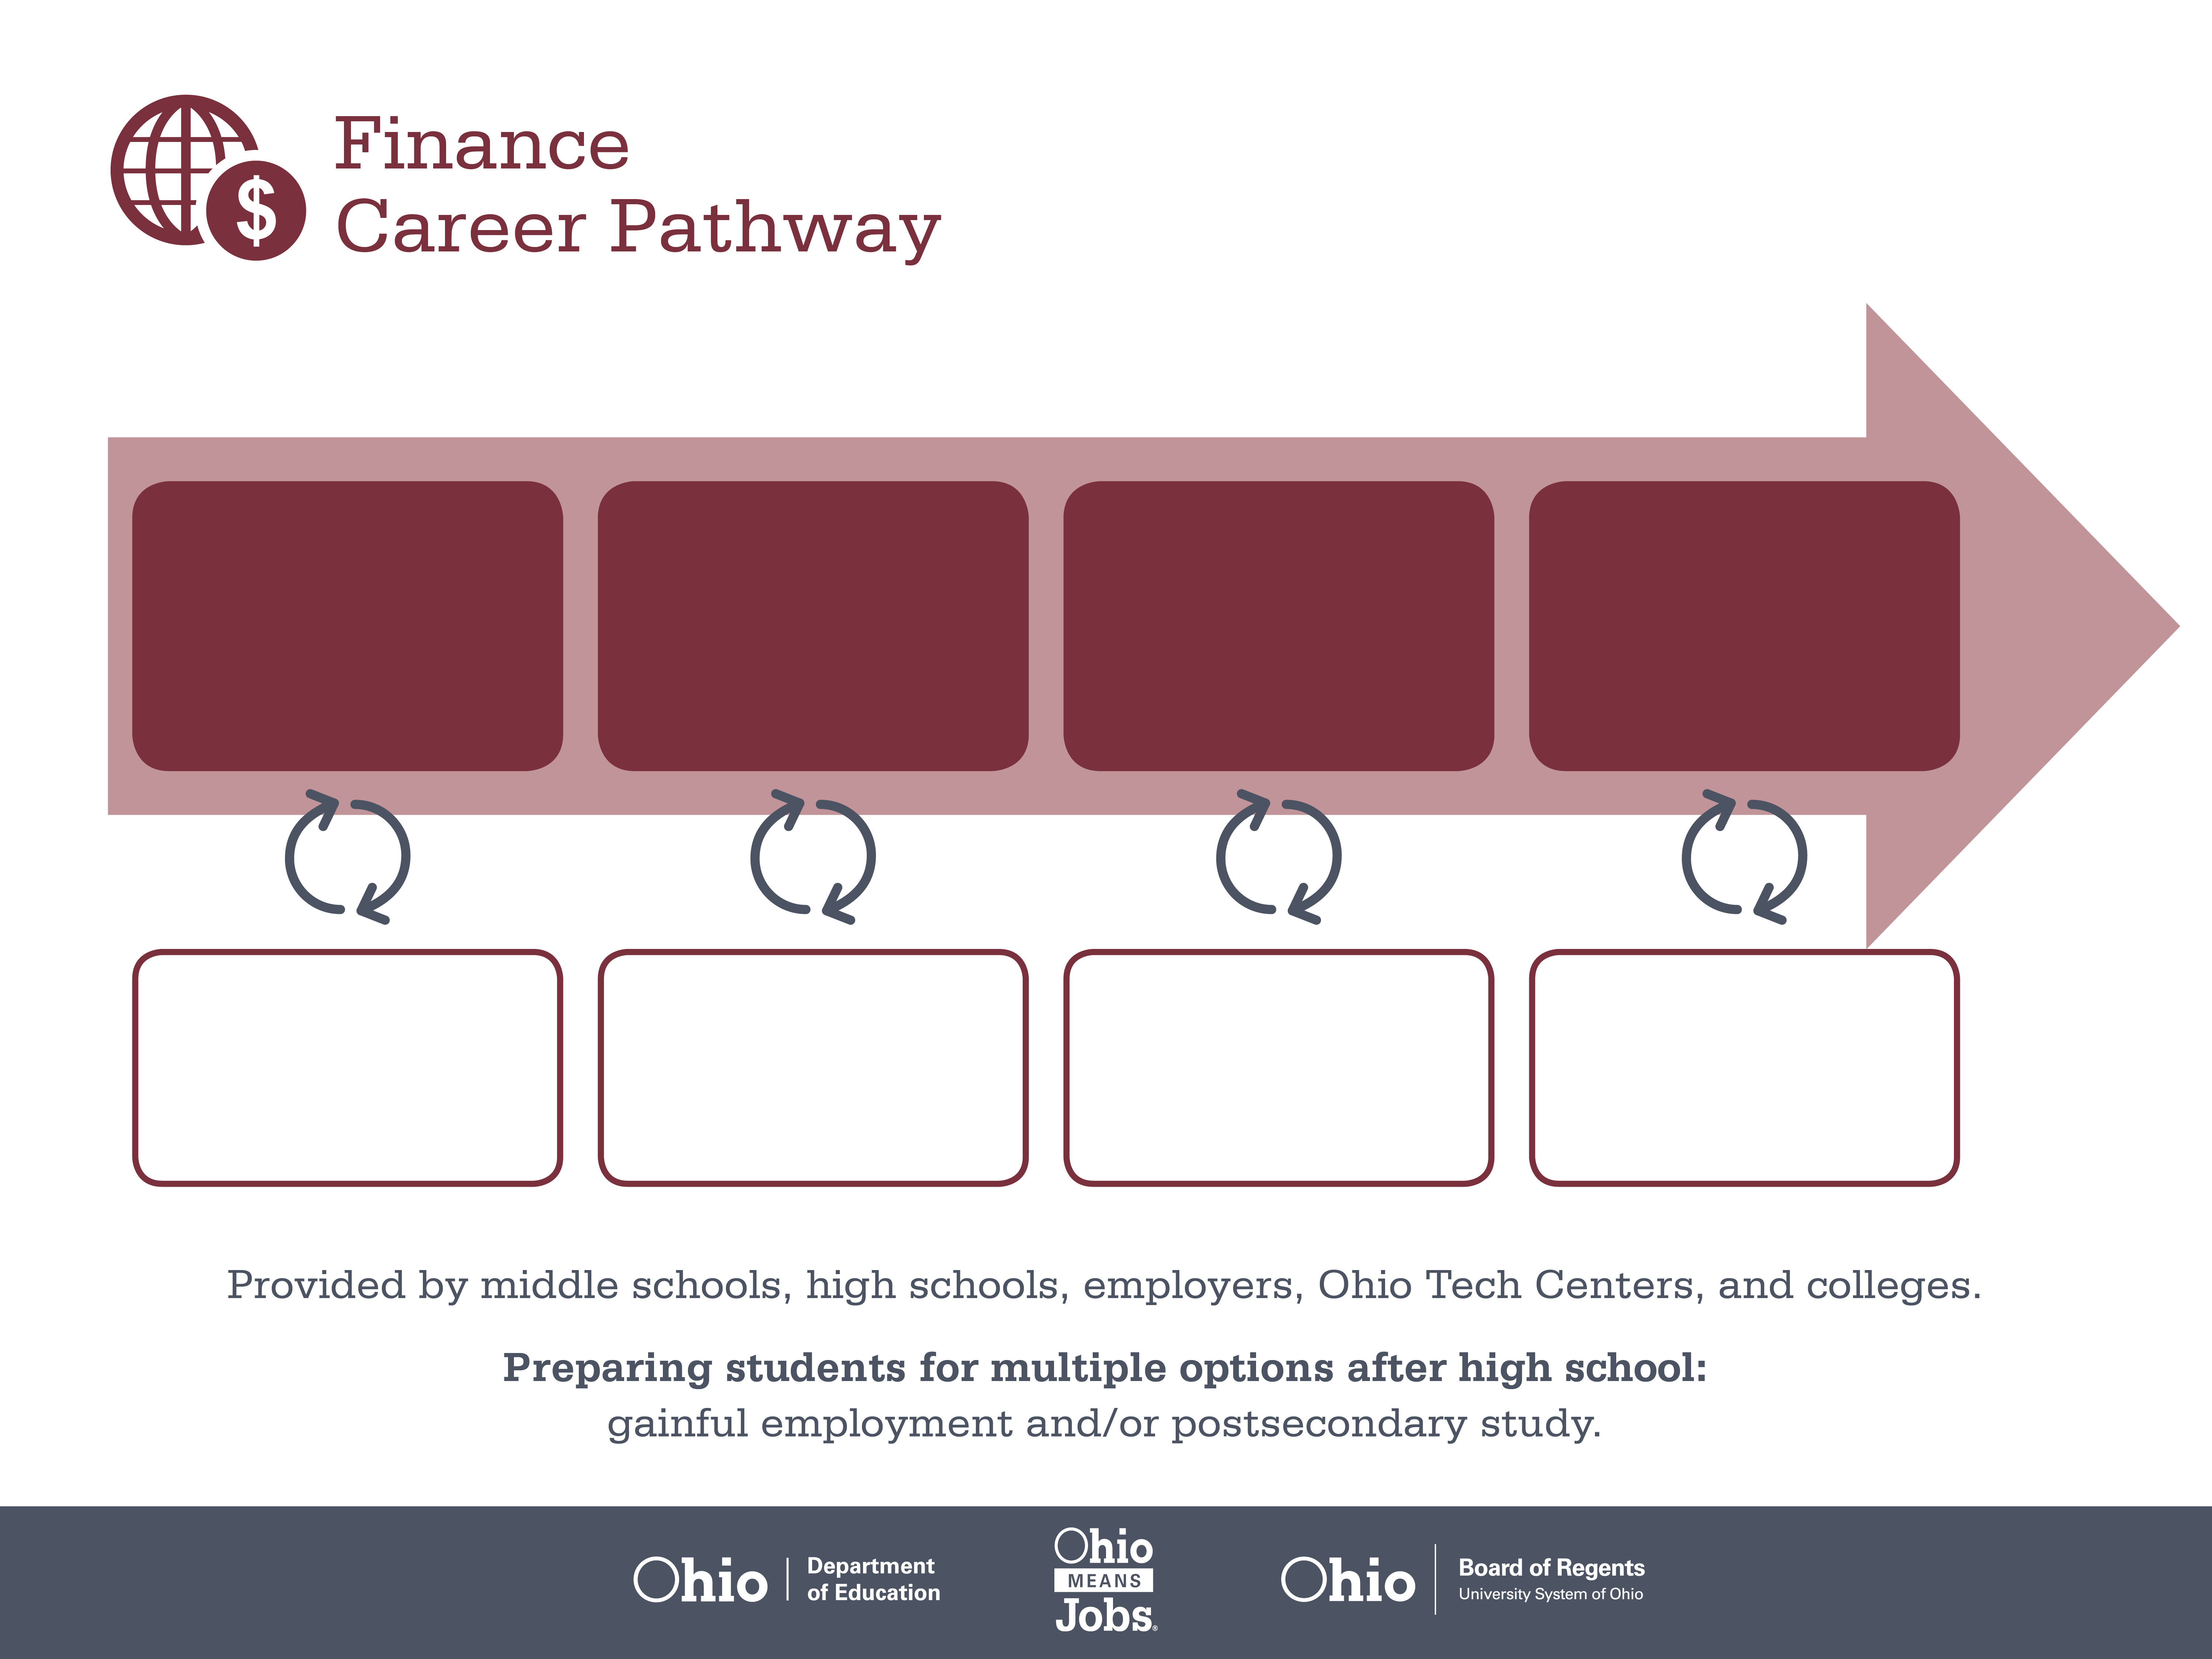 Finance
Career Pathway
$
Provided by middle schools, high schools, employers, Ohio Tech Centers, and colleges.
Preparing students for multiple options after high school:
gainful employment and/or postsecondary study.
Ohio
Department
of Education
Ohio
MEANS
Jobs®
Ohio
Board of Regents
University System of Ohio